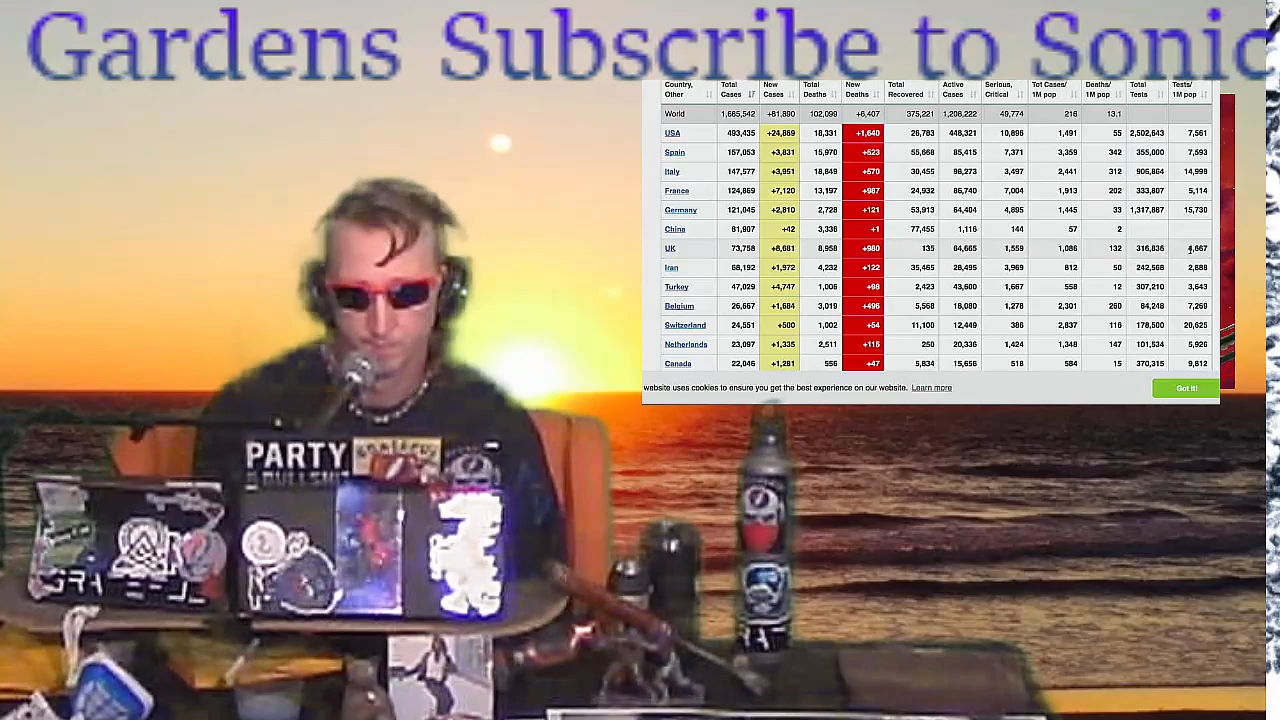 Gardens Subscribe to Sonic
Country, Other Total Cases New Cases Total Deaths New Deaths Total Recovered Active Cases Serious, Critical Tot Cases/ 1M pop Deaths/ 1M pop Total Tests Tests/ 1M pop
World 1,665,542 +81,890 102,099 +6,407 375,221 1,208,222 49,774 216 13.1
USA 493,435 +24,869 18,331 +1,640 26,783 448,321 10,896 1,491 55 2,502,643 7,561
Spain 157,053 +3,831 15,970 +523 55,668 85,415 7,371 3,359 342 355,000 7,593
Italy 147,577 +3,951 18,849 +570 30,455 98,273 3,497 2,441 312 906,864 14,999
France 124,869 +7,120 13,197 +987 24,932 86,740 7,004 1,913 202 333,807 5,114
Germany 121,045 +2,810 2,728 +121 53,913 64,404 4,895 1,445 33 1,317,887 15,730
China 81,907 +42 3,336 +1 77,455 1,116 144 57 2
UK 73,758 +8,681 8,958 +980 135 64,665 1,559 1,086 132 316,836 4,667
Iran 68,192 +1,972 4,232 +122 35,465 28,495 3,969 812 50 242,568 2,888
Turkey 47,029 +4,747 1,006 +98 2,423 43,600 1,667 558 12 307,210 3,643
Belgium 26,667 +1,684 3,019 +496 5,568 18,080 1,278 2,301 260 84,248 7,269
Switzerland 24,551 +500 1,002 +54 11,100 12,449 386 2,837 116 178,500 20,625
Netherlands 23,097 +1,335 2,511 +115 250 20,336 1,424 1,348 147 101,534 5,926
Canada 22,046 +1,281 556 +47 5,834 15,656 518 584 15 370,315 9,812
website uses cookies to ensure you get the best experience on our website. Learn more
Got it!
PARTY
& BULLSHIT
GRATEFUL